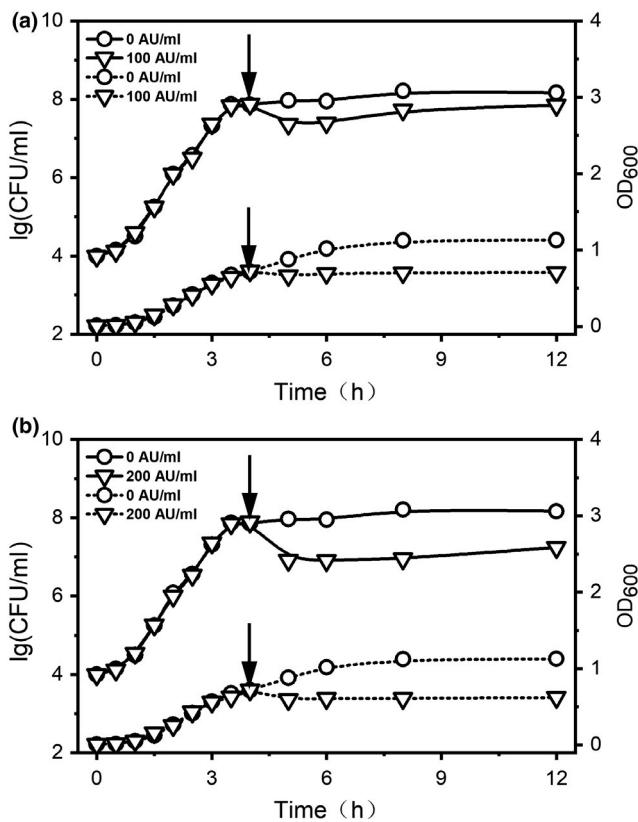 (a)
10
8
6
4
2
lg(CFU/ml)
0 AU/ml
100 AU/ml
0 AU/ml
100 AU/ml
4
3
2
1
0
OD600
0 3 6 9 12
Time（h）
(b)
10
8
6
4
2
lg(CFU/ml)
0 AU/ml
200 AU/ml
0 AU/ml
200 AU/ml
4
3
2
1
0
OD600
0 3 6 9 12
Time（h）